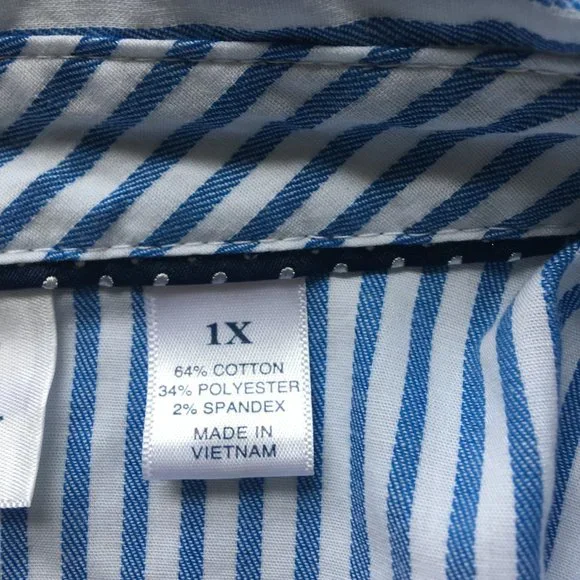 1X
64% COTTON
34% POLYESTER
2% SPANDEX
MADE IN
VIETNAM